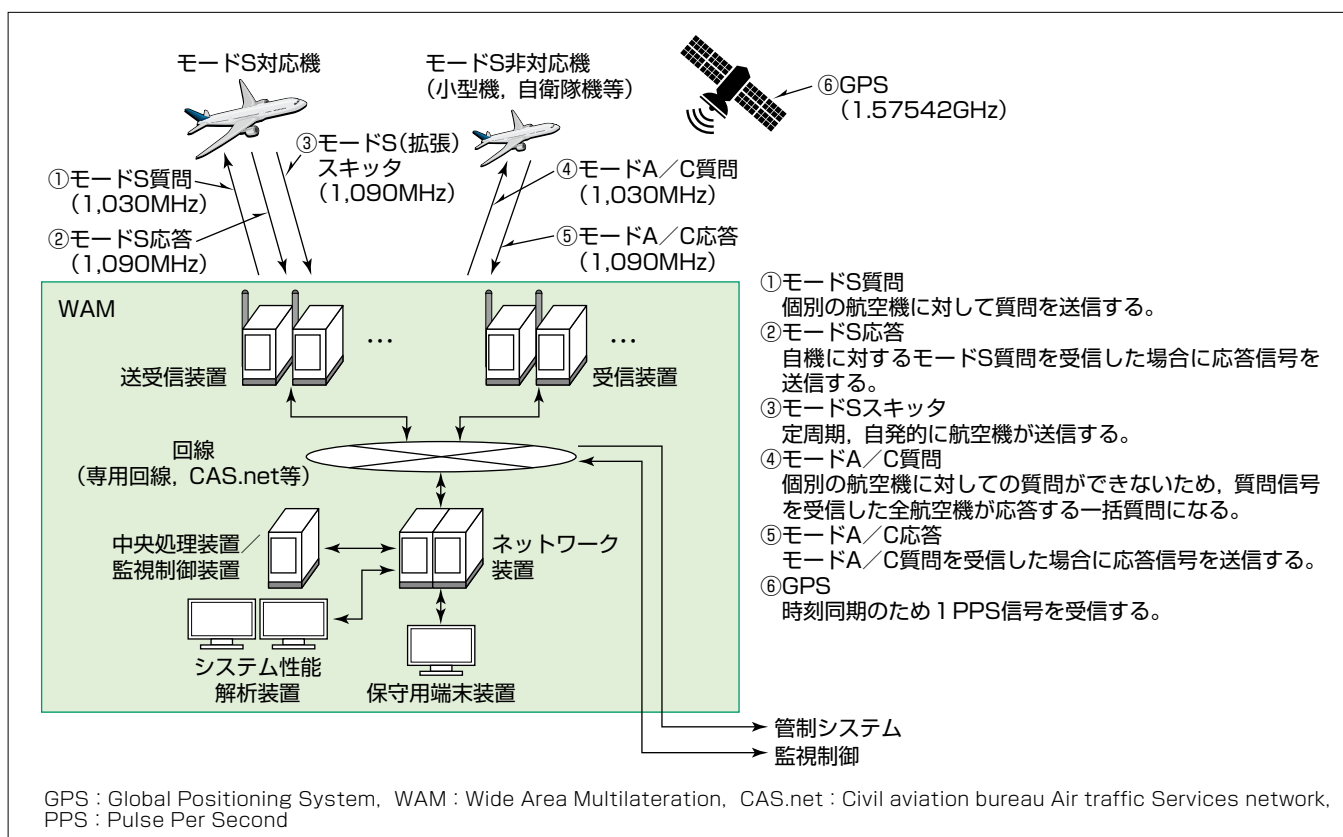 モードS対応機
モードS非対応機
（小型機，自衛隊機等）
⑥GPS
（1.57542GHz）
③モードS（拡張）
スキッタ
（1,090MHz）
①モードS質問
（1,030MHz）
④モードA／C質問
（1,030MHz）
②モードS応答
（1,090MHz）
⑤モードA／C応答
（1,090MHz）
WAM
…
…
送受信装置
受信装置
回線
（専用回線，CAS.net等）
中央処理装置／
監視制御装置
ネットワーク
装置
システム性能
解析装置
保守用端末装置
管制システム
監視制御
①モードS質問
個別の航空機に対して質問を送信する。
②モードS応答
自機に対するモードS質問を受信した場合に応答信号を
送信する。
③モードSスキッタ
定周期，自発的に航空機が送信する。
④モードA／C質問
個別の航空機に対しての質問ができないため，質問信号
を受信した全航空機が応答する一括質問になる。
⑤モードA／C応答
モードA／C質問を受信した場合に応答信号を送信する。
⑥GPS
時刻同期のため１PPS信号を受信する。
GPS：Global Positioning System，WAM：Wide Area Multilateration，CAS.net：Civil aviation bureau Air traffic Services network，
PPS：Pulse Per Second